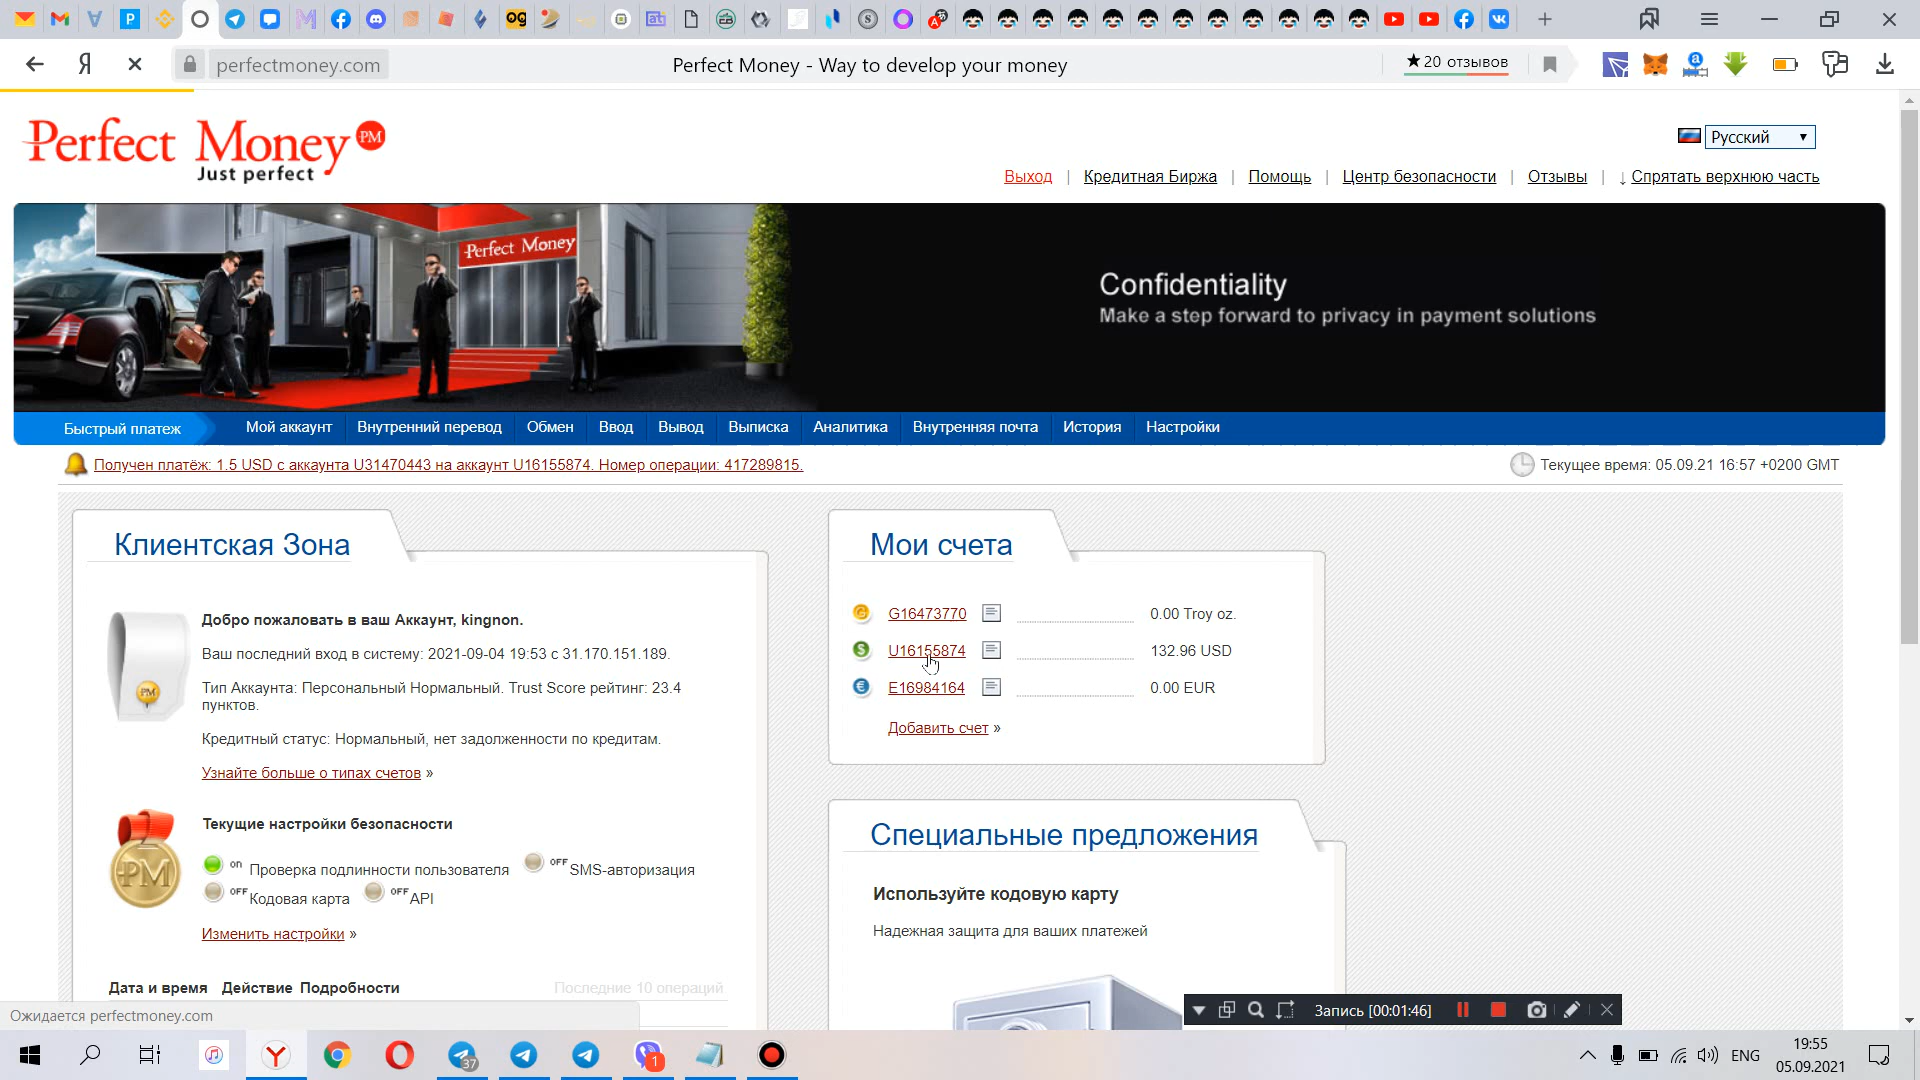 perfectmoney.com
Perfect Money - Way to develop your money
★20 отзывов
Perfect Money PM
Just perfect
Русский
Выход | Кредитная Биржа | Помощь | Центр безопасности | Отзывы | ↓ Спрятать верхнюю часть
Perfect Money
Confidentiality
Make a step forward to privacy in payment solutions
Быстрый платеж
Мой аккаунт Внутренний перевод Обмен Ввод Вывод Выписка Аналитика Внутренняя почта История Настройки
Получен платёж: 1.5 USD с аккаунта U31470443 на аккаунт U16155874. Номер операции: 417289815.
Текущее время: 05.09.21 16:57 +0200 GMT
Клиентская Зона
Добро пожаловать в ваш Аккаунт, kingnon.
Ваш последний вход в систему: 2021-09-04 19:53 с 31.170.151.189.
Тип Аккаунта: Персональный Нормальный. Trust Score рейтинг: 23.4
пунктов.
Кредитный статус: Нормальный, нет задолженности по кредитам.
Узнайте больше о типах счетов »
PM
Текущие настройки безопасности
on Проверка подлинности пользователя OFF SMS-авторизация
OFF Кодовая карта OFF API
Изменить настройки »
Дата и время Действие Подробности
Последние 10 операций
Мои счета
G16473770 0.00 Troy oz.
U16155874 132.96 USD
E16984164 0.00 EUR
Добавить счет »
Специальные предложения
Используйте кодовую карту
Надежная защита для ваших платежей
Ожидается perfectmoney.com
Запись [00:01:46]
37
1
ENG
19:55
05.09.2021